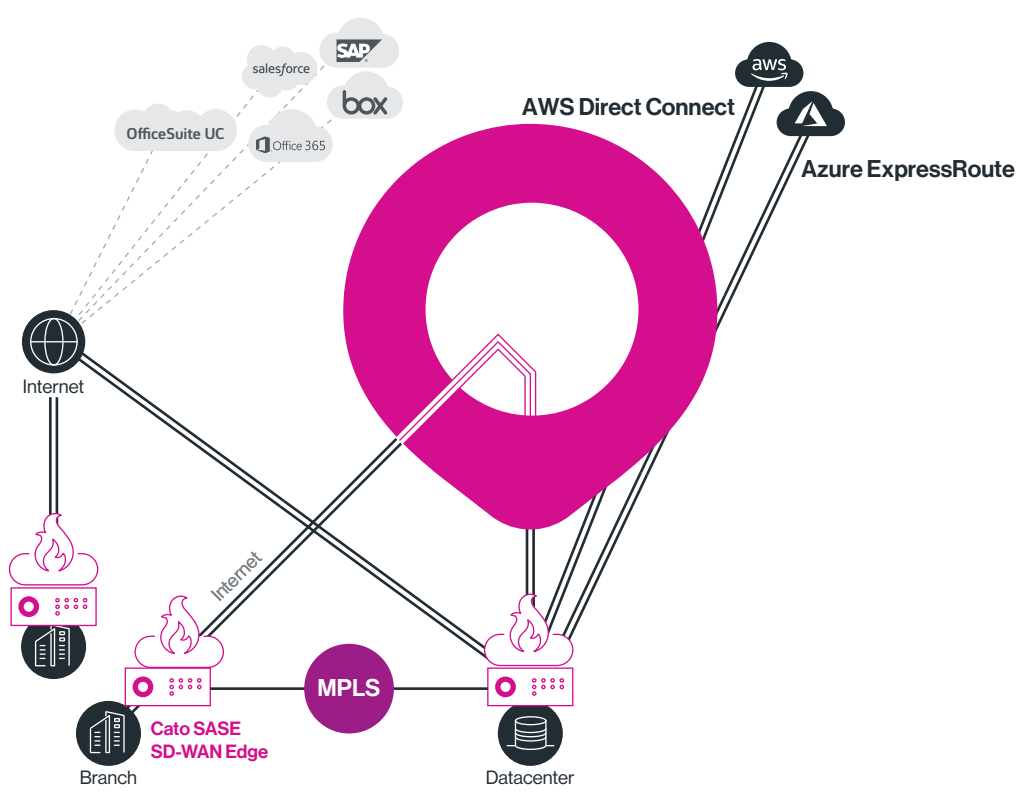 SAP
salesforce
box
OfficeSuite UC
Office 365
aws
AWS Direct Connect
Azure ExpressRoute
Internet
Internet
MPLS
Cato SASE
SD-WAN Edge
Branch
Datacenter